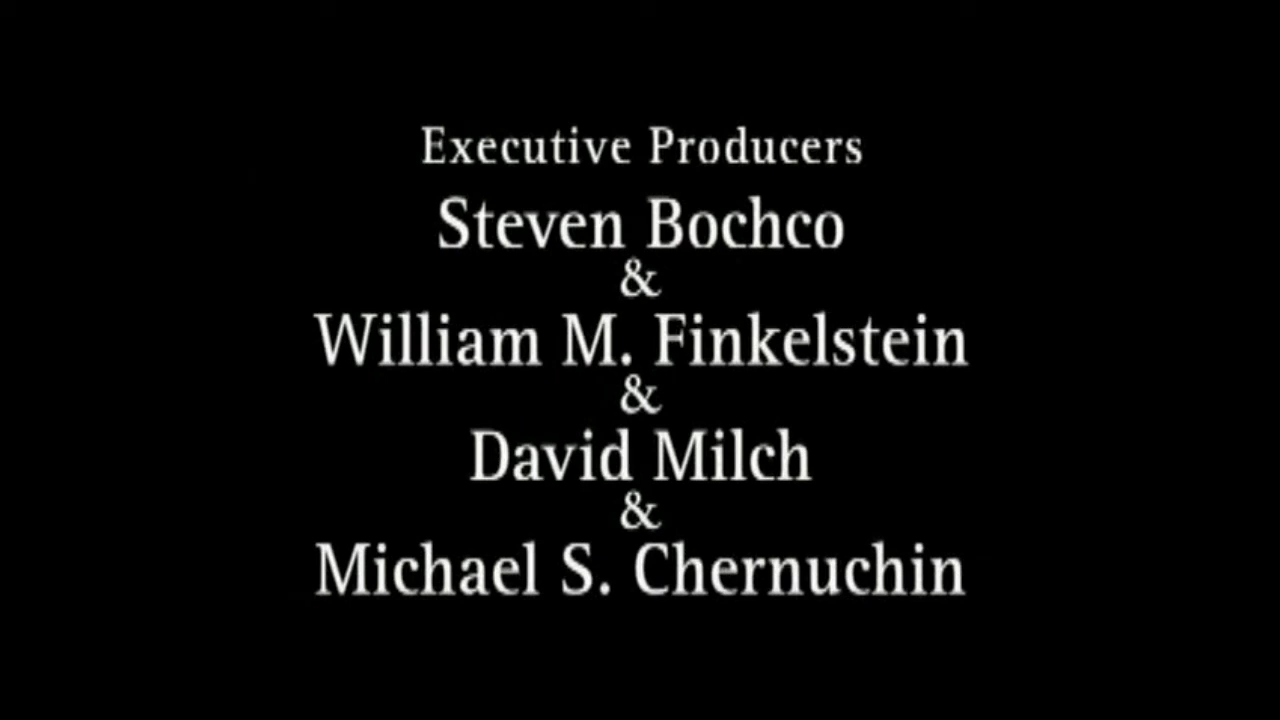 Executive Producers
Steven Bochco
&
William M. Finkelstein
&
David Milch
&
Michael S. Chernuchin